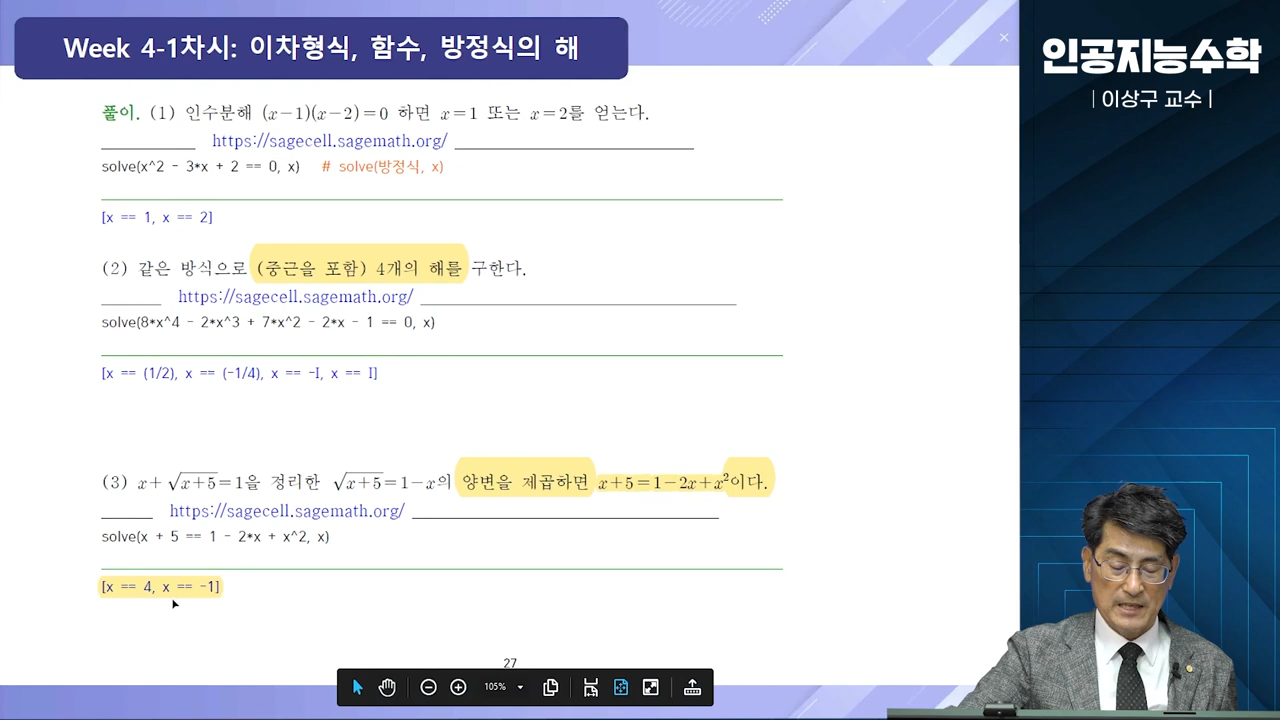 Week 4-1차시: 이차형식, 함수, 방정식의 해
인공지능수학
| 이상구 교수 |
풀이. (1) 인수분해 (x-1)(x-2)=0 하면 x=1 또는 x=2를 얻는다.
https://sagecell.sagemath.org/
solve(x^2 - 3*x + 2 == 0, x) # solve(방정식, x)
[x == 1, x == 2]
(2) 같은 방식으로 (중근을 포함) 4개의 해를 구한다.
https://sagecell.sagemath.org/
solve(8*x^4 - 2*x^3 + 7*x^2 - 2*x - 1 == 0, x)
[x == (1/2), x == (-1/4), x == -I, x == I]
(3) x+√(x+5)=1을 정리한 √(x+5)=1-x의 양변을 제곱하면 x+5=1-2x+x²이다.
https://sagecell.sagemath.org/
solve(x + 5 == 1 - 2*x + x^2, x)
[x == 4, x == -1]
27
105%